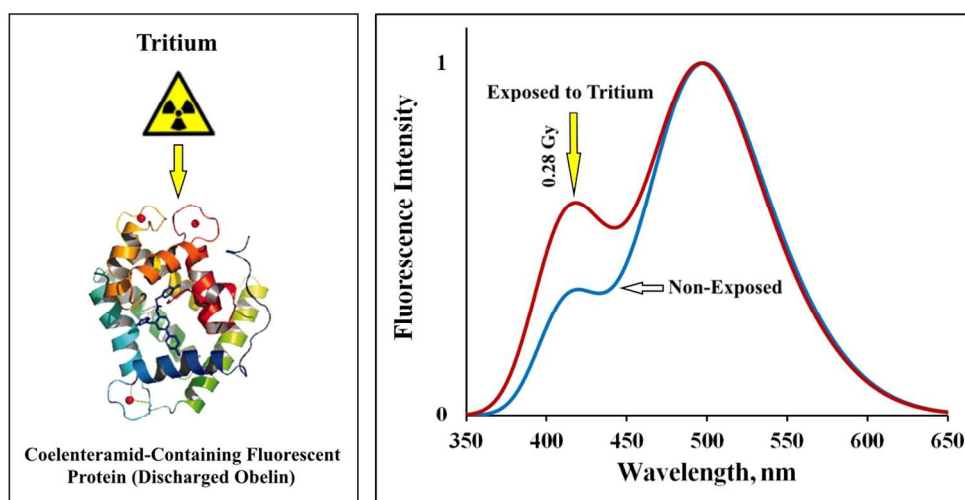 Tritium
Coelenteramid-Containing Fluorescent
Protein (Discharged Obelin)
Fluorescence Intensity
1
0
Exposed to Tritium
0.28 Gy
Non-Exposed
350 400 450 500 550 600 650
Wavelength, nm